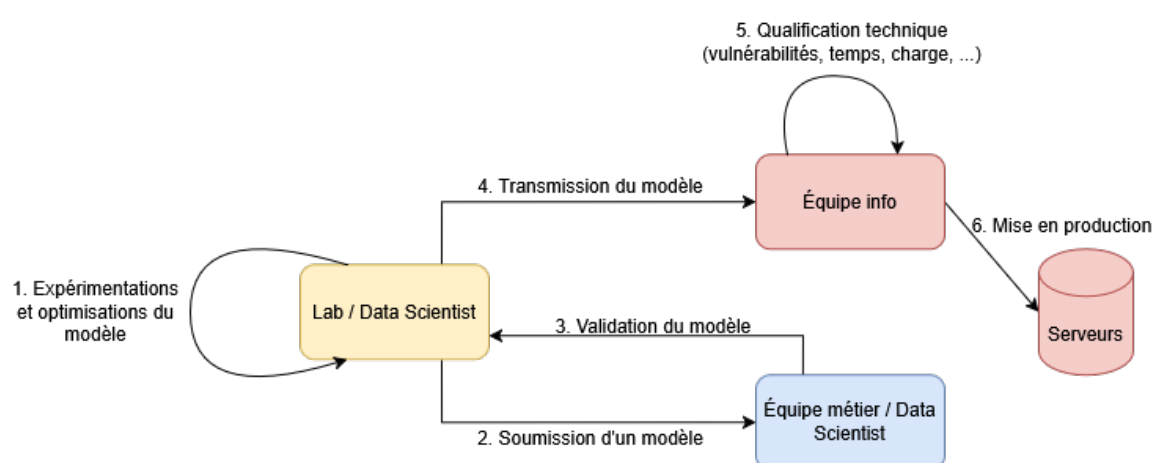 5. Qualification technique
(vulnérabilités, temps, charge, ...)
4. Transmission du modèle
Équipe info
6. Mise en production
1. Expérimentations
et optimisations du
modèle
Lab / Data Scientist
3. Validation du modèle
Serveurs
Équipe métier / Data
Scientist
2. Soumission d'un modèle